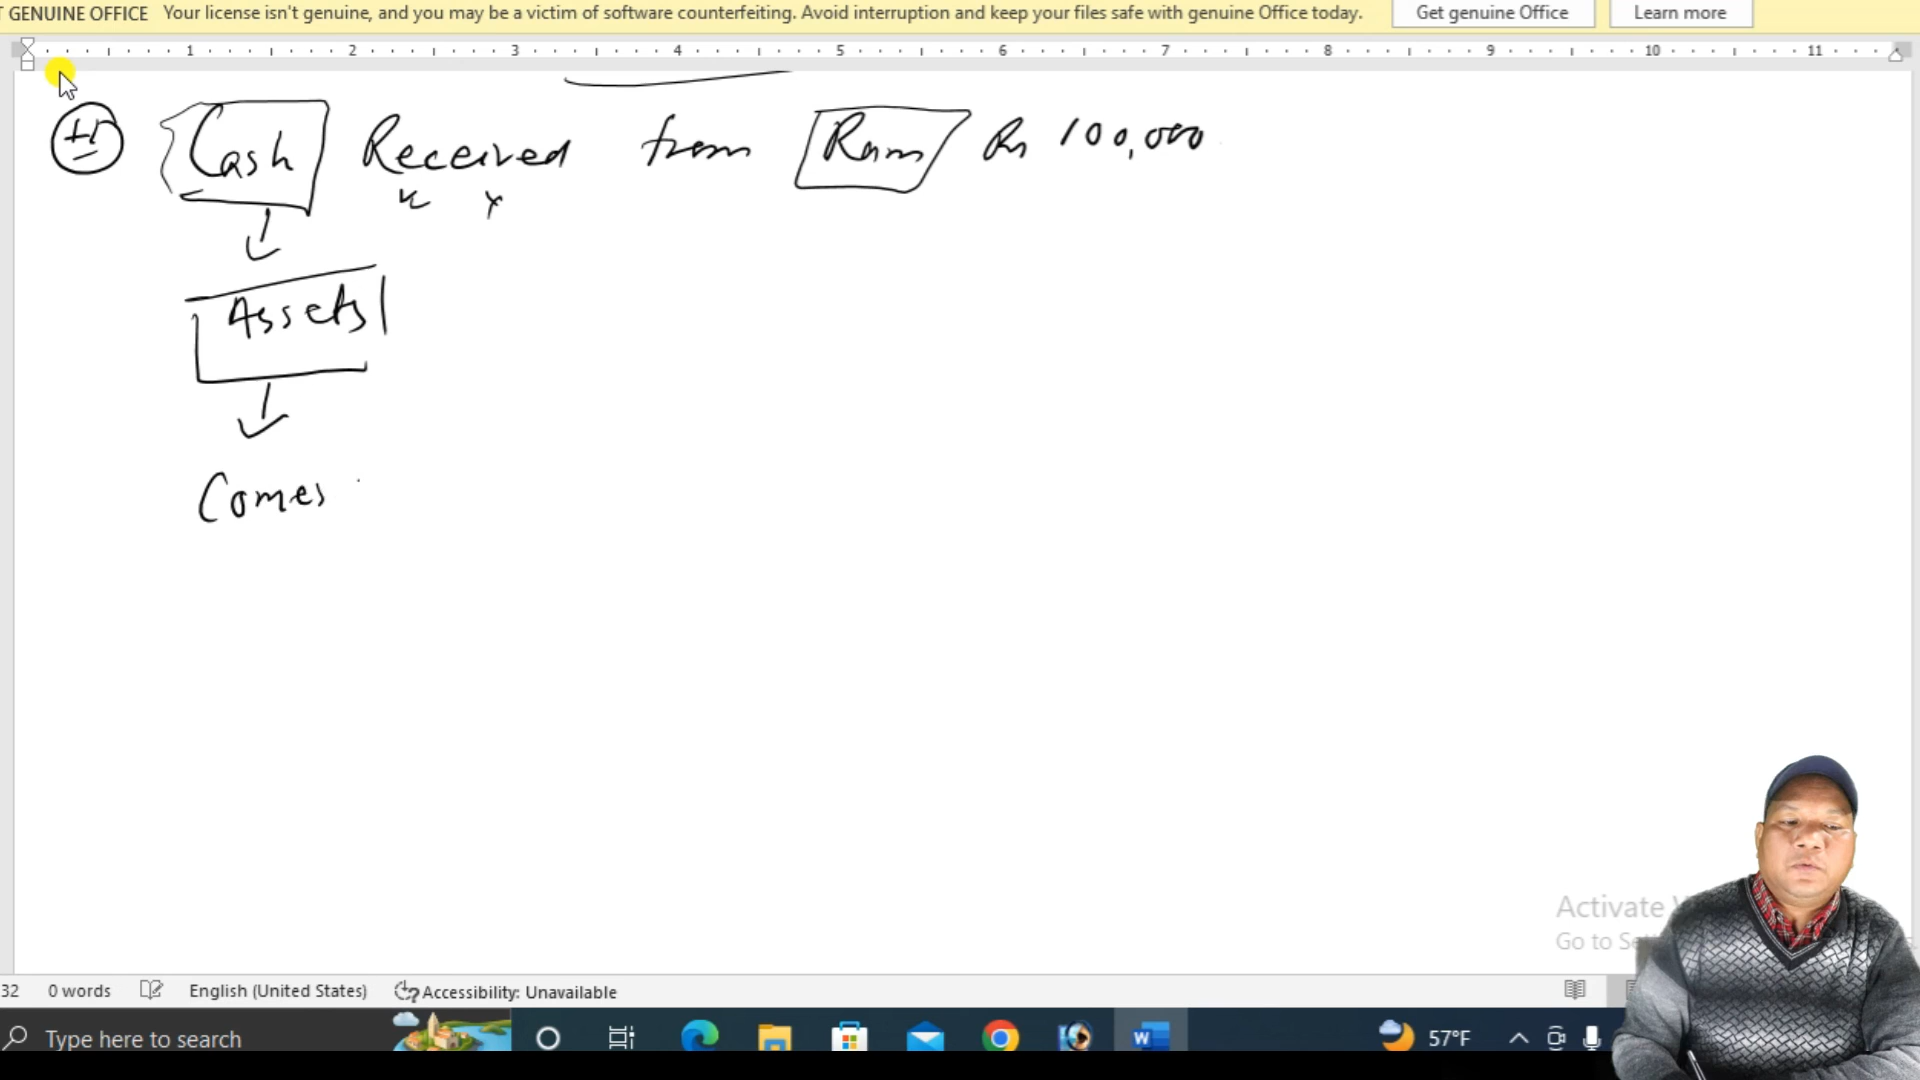 GENUINE OFFICE Your license isn't genuine, and you may be a victim of software counterfeiting. Avoid interruption and keep your files safe with genuine Office today. Get genuine Office Learn more
1 2 3 4 5 6 7 8 9 10 11
Cash Received from Ram Rs 100,000
Assets
Comes
Activate
Go to Se
32 0 words English (United States) Accessibility: Unavailable
Type here to search 57°F